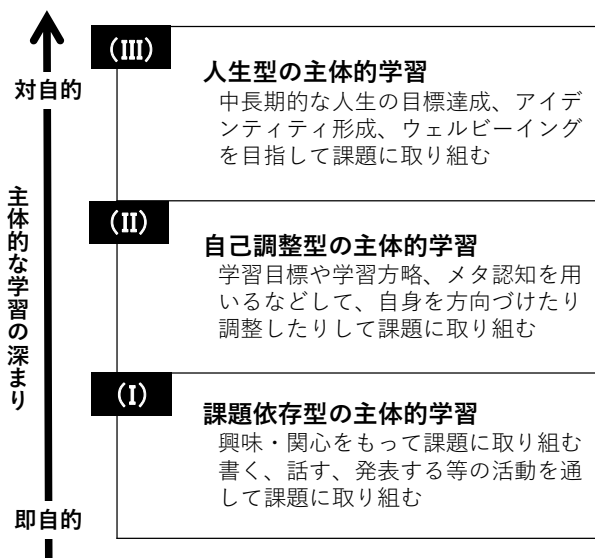 対自的
主体的な学習の深まり
即自的
(III)
人生型の主体的学習
中長期的な人生の目標達成、アイデ
ンティティ形成、ウェルビーイング
を目指して課題に取り組む
(II)
自己調整型の主体的学習
学習目標や学習方略、メタ認知を用
いるなどして、自身を方向づけたり
調整したりして課題に取り組む
(I)
課題依存型の主体的学習
興味・関心をもって課題に取り組む
書く、話す、発表する等の活動を通
して課題に取り組む